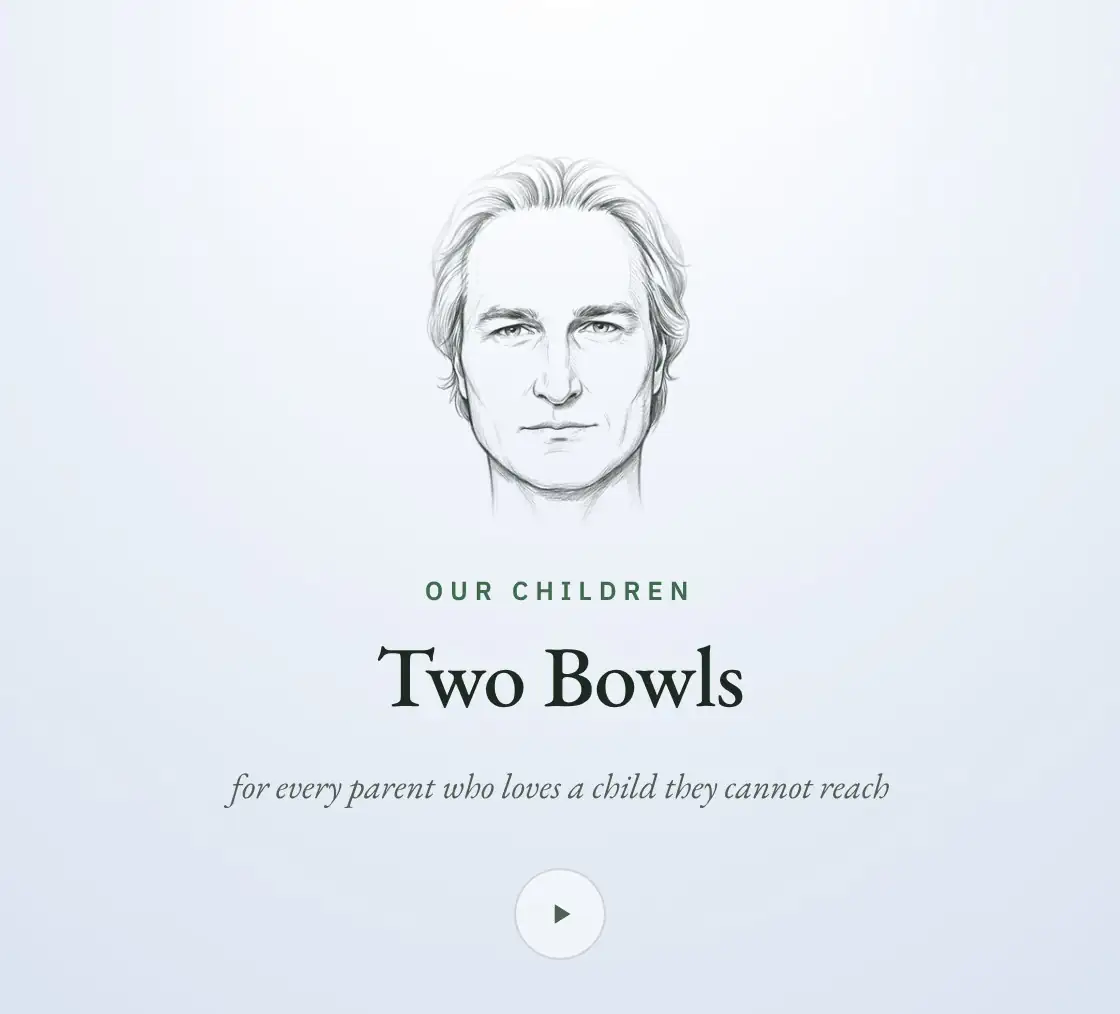 OUR CHILDREN
Two Bowls
for every parent who loves a child they cannot reach